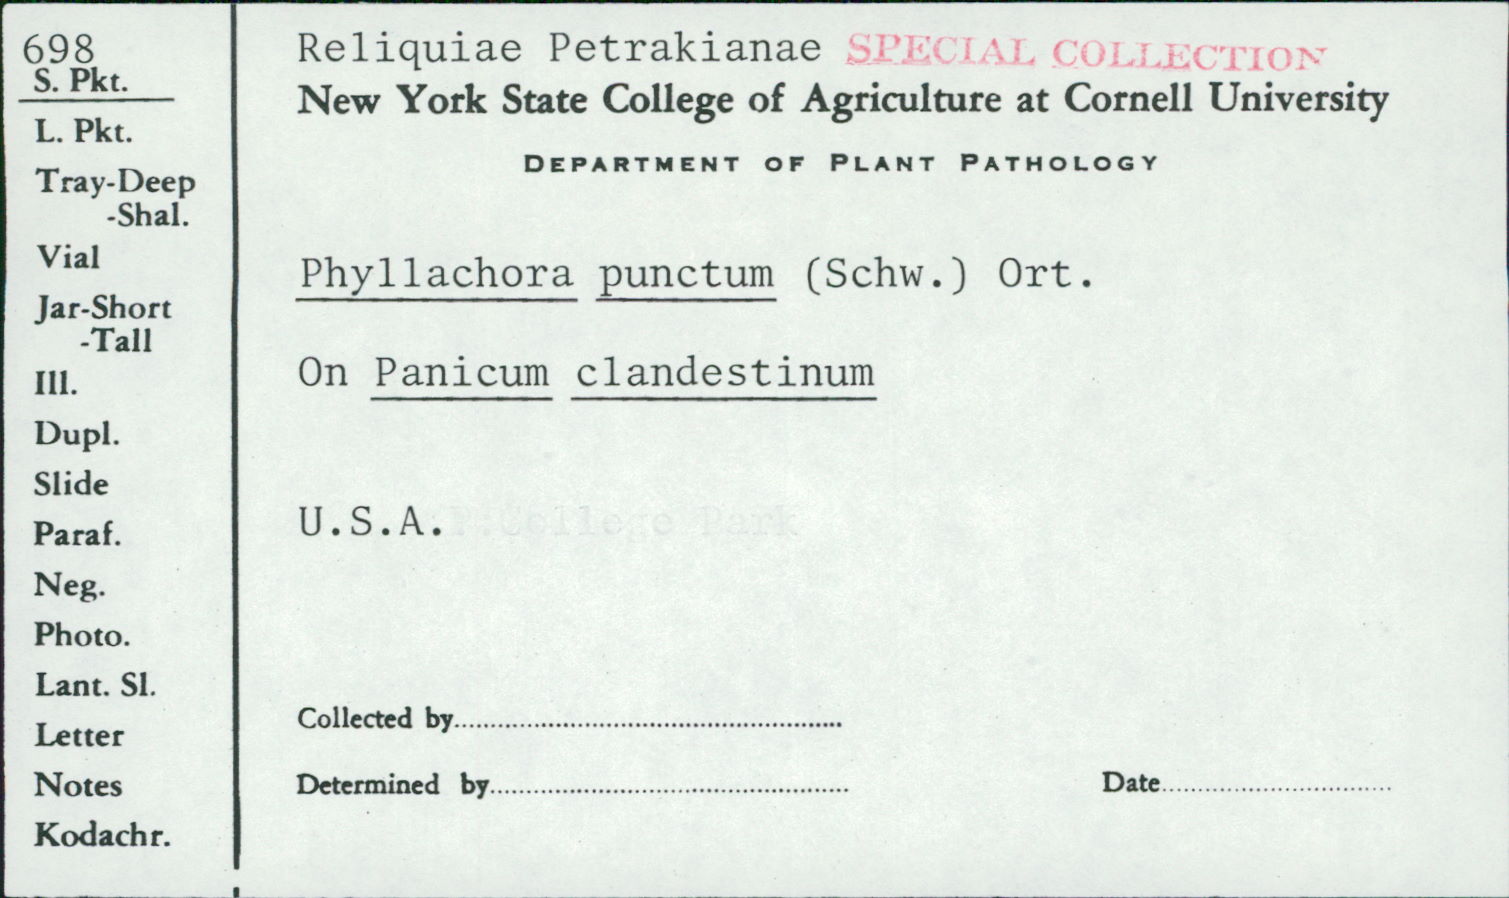 698
S. Pkt.
L. Pkt.
Tray-Deep
-Shal.
Vial
Jar-Short
-Tall
Ill.
Dupl.
Slide
Paraf.
Neg.
Photo.
Lant. Sl.
Letter
Notes
Kodachr.
Reliquiae Petrakianae SPECIAL COLLECTION
New York State College of Agriculture at Cornell University
DEPARTMENT OF PLANT PATHOLOGY
Phyllachora punctum (Schw.) Ort.
On Panicum clandestinum
U.S.A. College Park
Collected by
Determined by
Date